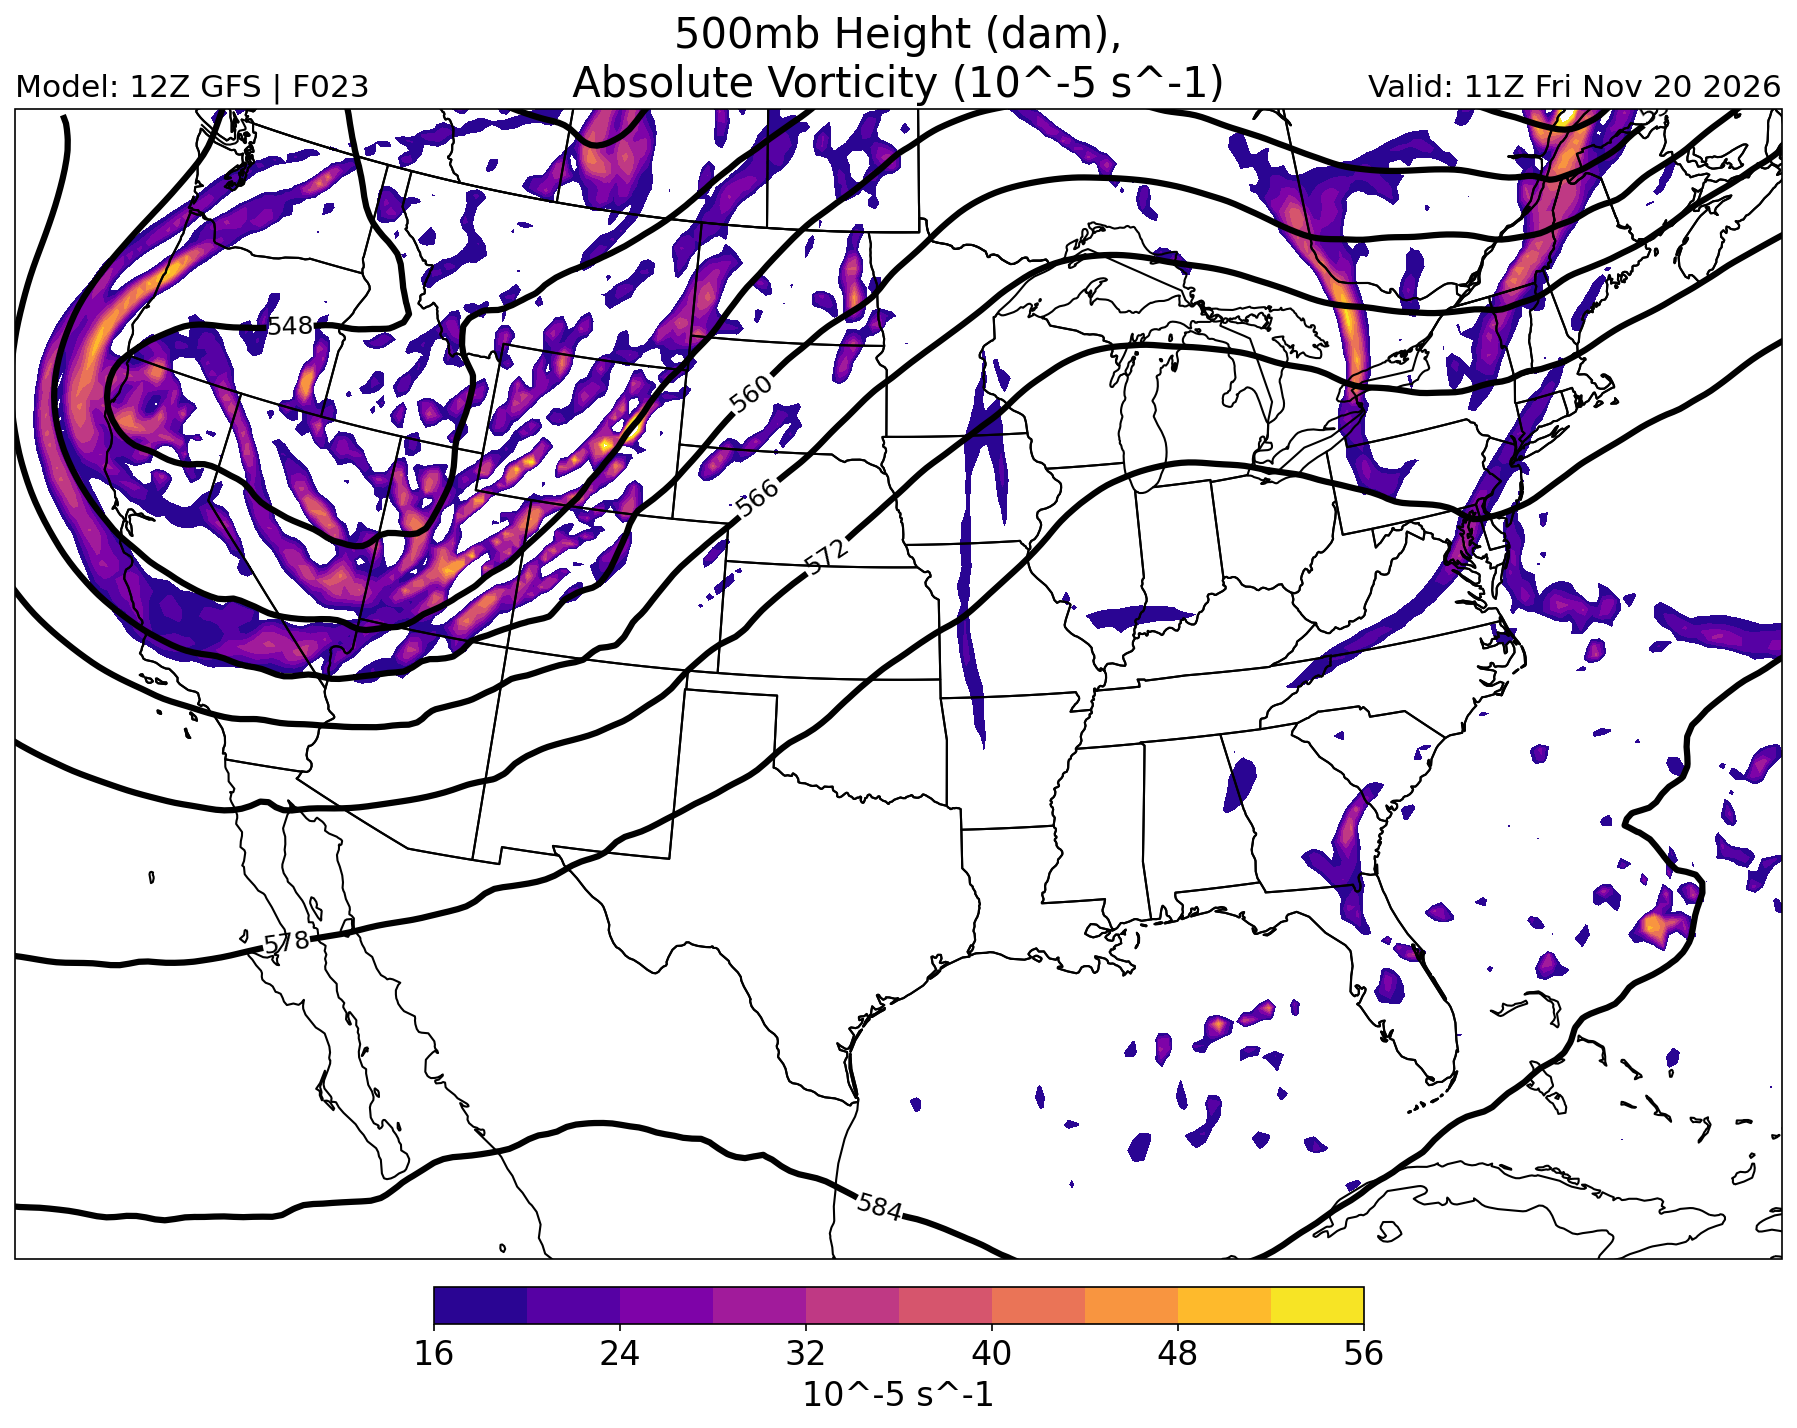 500mb Height (dam),
Absolute Vorticity (10^-5 s^-1)
Model: 12Z GFS | F023
Valid: 11Z Fri Nov 20 2026
548
560
566
572
578
584
16 24 32 40 48 56
10^-5 s^-1